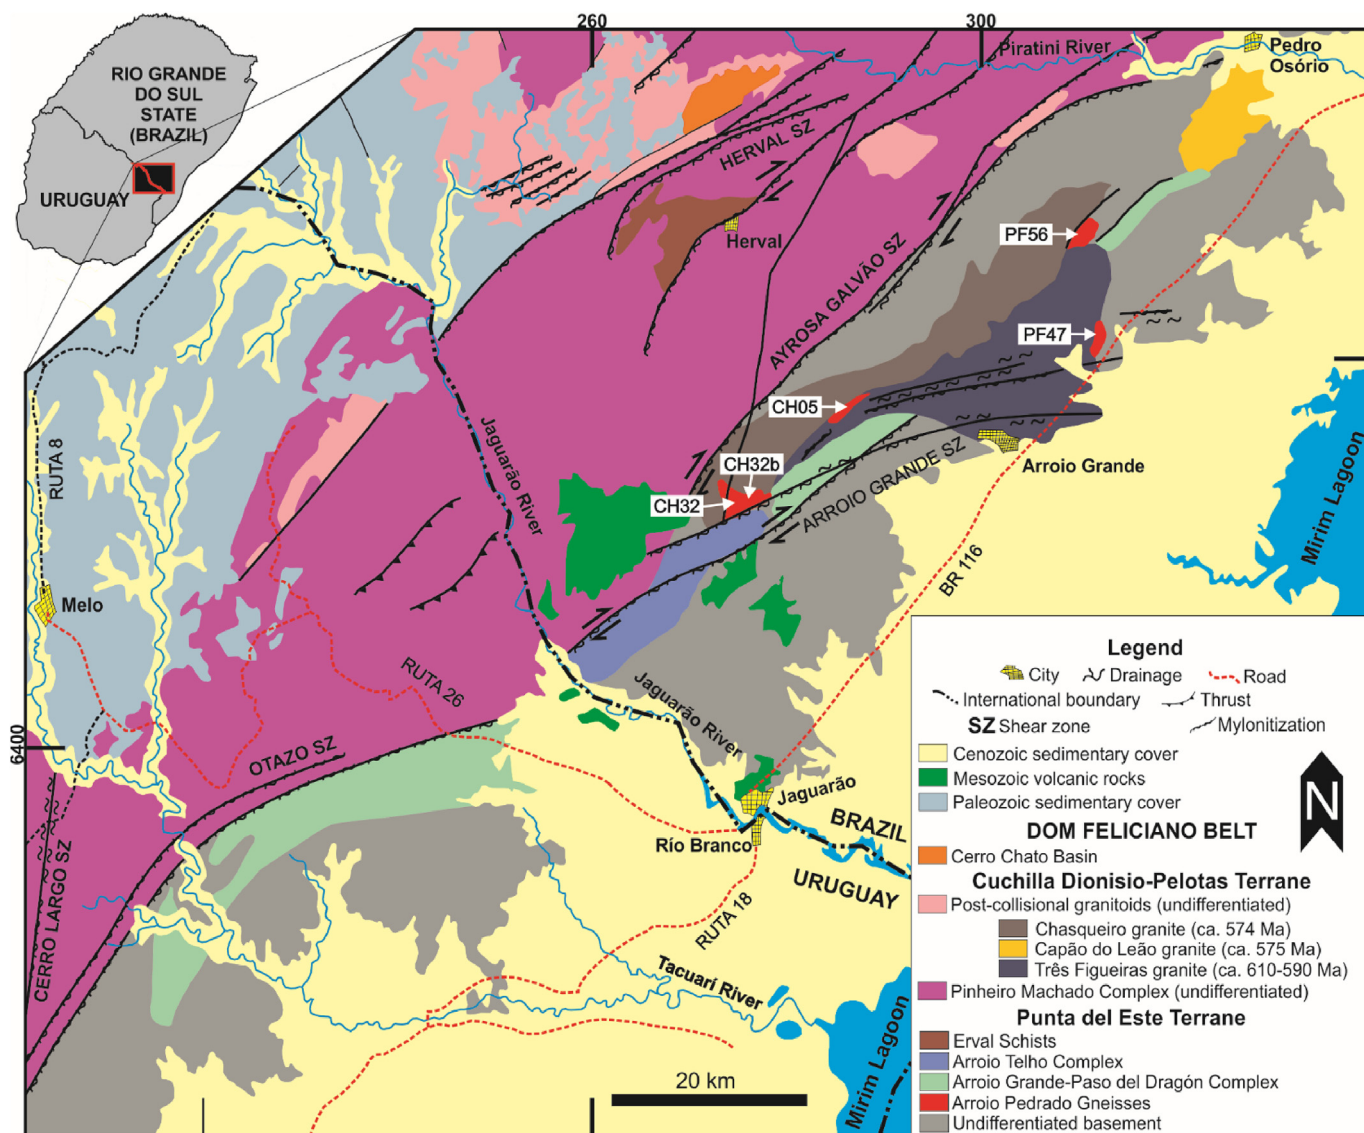 260
300
RIO GRANDE
DO SUL
STATE
(BRAZIL)
URUGUAY
Piratini River
Pedro
Osório
HERVAL SZ
Herval
PF56
AYROSA GALVÃO SZ
PF47
CH05
Jaguarão River
RUTA 8
CH32b
CH32
Arroio Grande
ARROIO GRANDE SZ
Mirim Lagoon
BR 116
Melo
RUTA 26
Jaguarão River
6400
OTAZO SZ
Jaguarão
BRAZIL
Río Branco
URUGUAY
CERRO LARGO SZ
RUTA 18
Tacuarí River
Mirim Lagoon
20 km
Legend
City
Drainage
Road
International boundary
Thrust
SZ Shear zone
Mylonitization
Cenozoic sedimentary cover
Mesozoic volcanic rocks
Paleozoic sedimentary cover
N
DOM FELICIANO BELT
Cerro Chato Basin
Cuchilla Dionisio-Pelotas Terrane
Post-collisional granitoids (undifferentiated)
Chasqueiro granite (ca. 574 Ma)
Capão do Leão granite (ca. 575 Ma)
Três Figueiras granite (ca. 610-590 Ma)
Pinheiro Machado Complex (undifferentiated)
Punta del Este Terrane
Erval Schists
Arroio Telho Complex
Arroio Grande-Paso del Dragón Complex
Arroio Pedrado Gneisses
Undifferentiated basement